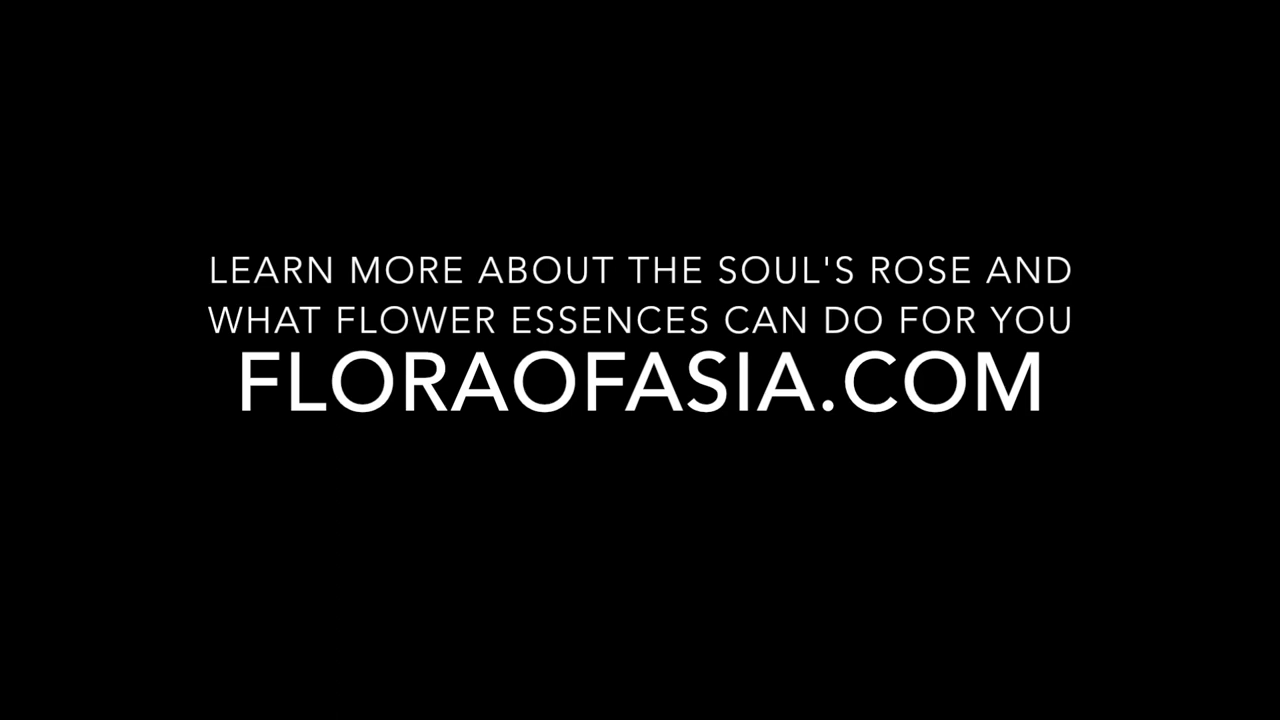 LEARN MORE ABOUT THE SOUL'S ROSE AND
WHAT FLOWER ESSENCES CAN DO FOR YOU
FLORAOFASIA.COM